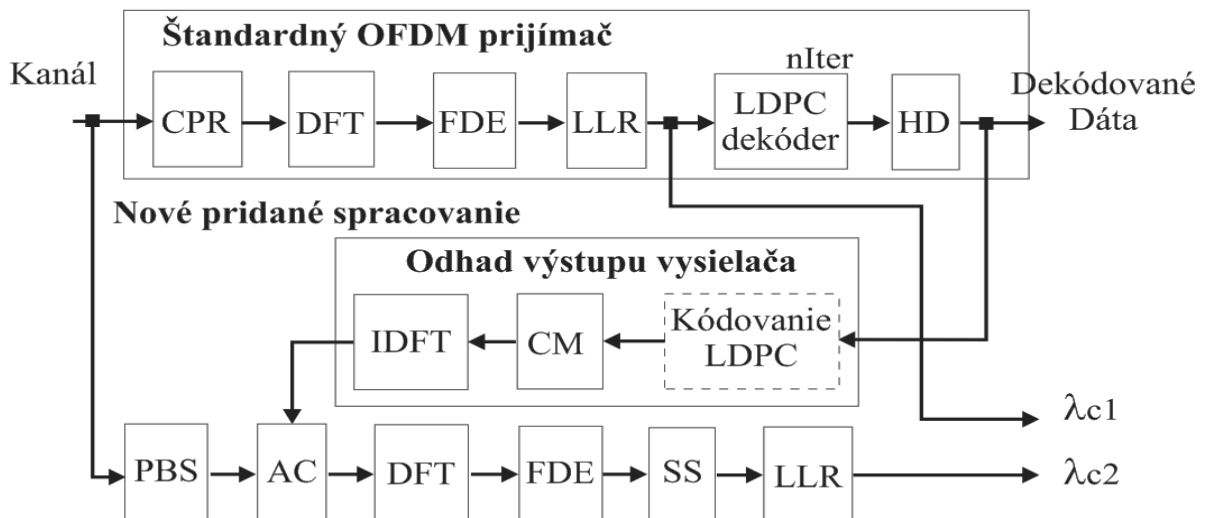 Štandardný OFDM prijímač
Kanál
nIter
Dekódované
Dáta
CPR
DFT
FDE
LLR
LDPC
dekóder
HD
Nové pridané spracovanie
Odhad výstupu vysielača
IDFT
CM
Kódovanie
LDPC
λc1
PBS
AC
DFT
FDE
SS
LLR
λc2